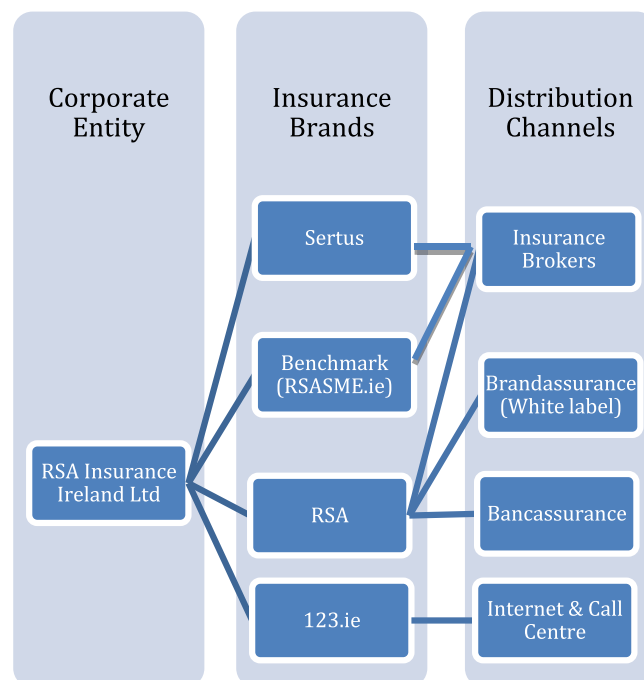 Corporate
Entity
Insurance
Brands
Distribution
Channels
Sertus
Insurance
Brokers
Benchmark
(RSASME.ie)
Brandassurance
(White label)
RSA Insurance
Ireland Ltd
RSA
Bancassurance
123.ie
Internet & Call
Centre